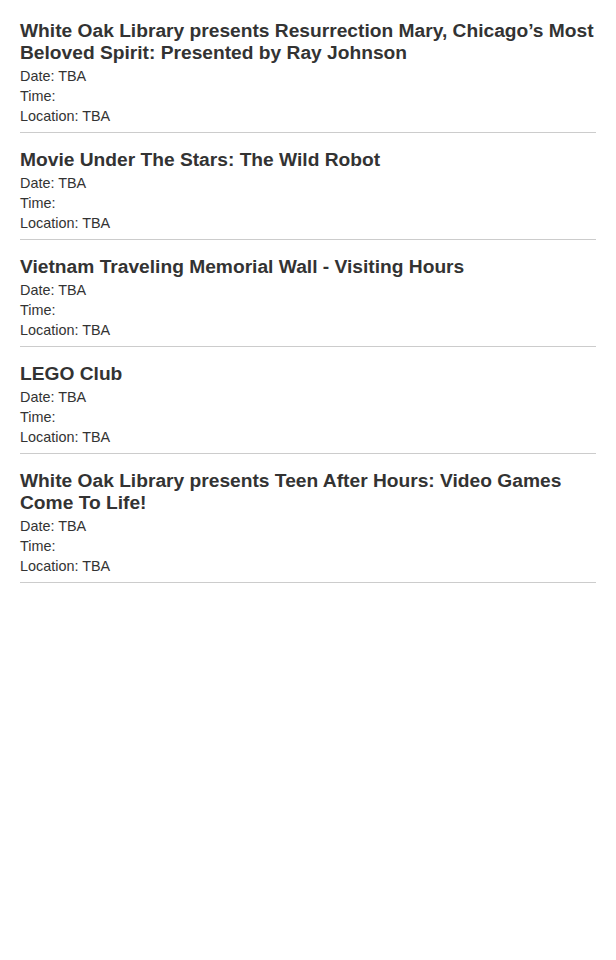 White Oak Library presents Resurrection Mary, Chicago’s Most
Beloved Spirit: Presented by Ray Johnson
Date: TBA
Time:
Location: TBA
Movie Under The Stars: The Wild Robot
Date: TBA
Time:
Location: TBA
Vietnam Traveling Memorial Wall - Visiting Hours
Date: TBA
Time:
Location: TBA
LEGO Club
Date: TBA
Time:
Location: TBA
White Oak Library presents Teen After Hours: Video Games
Come To Life!
Date: TBA
Time:
Location: TBA